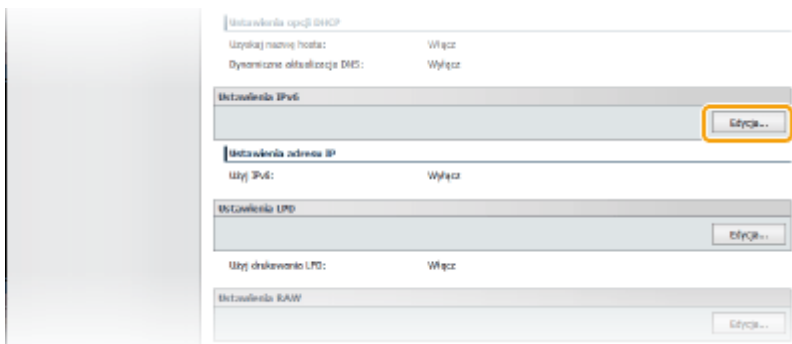 Ustawienia opcji DHCP
Uzyskaj nazwę hosta: Włącz
Dynamiczne aktualizacje DNS: Wyłącz
Ustawienia IPv6
Edycja...
Ustawienia adresu IP
Użyj IPv6: Wyłącz
Ustawienia LPD
Edycja...
Użyj drukowania LPD: Włącz
Ustawienia RAW
Edycja...